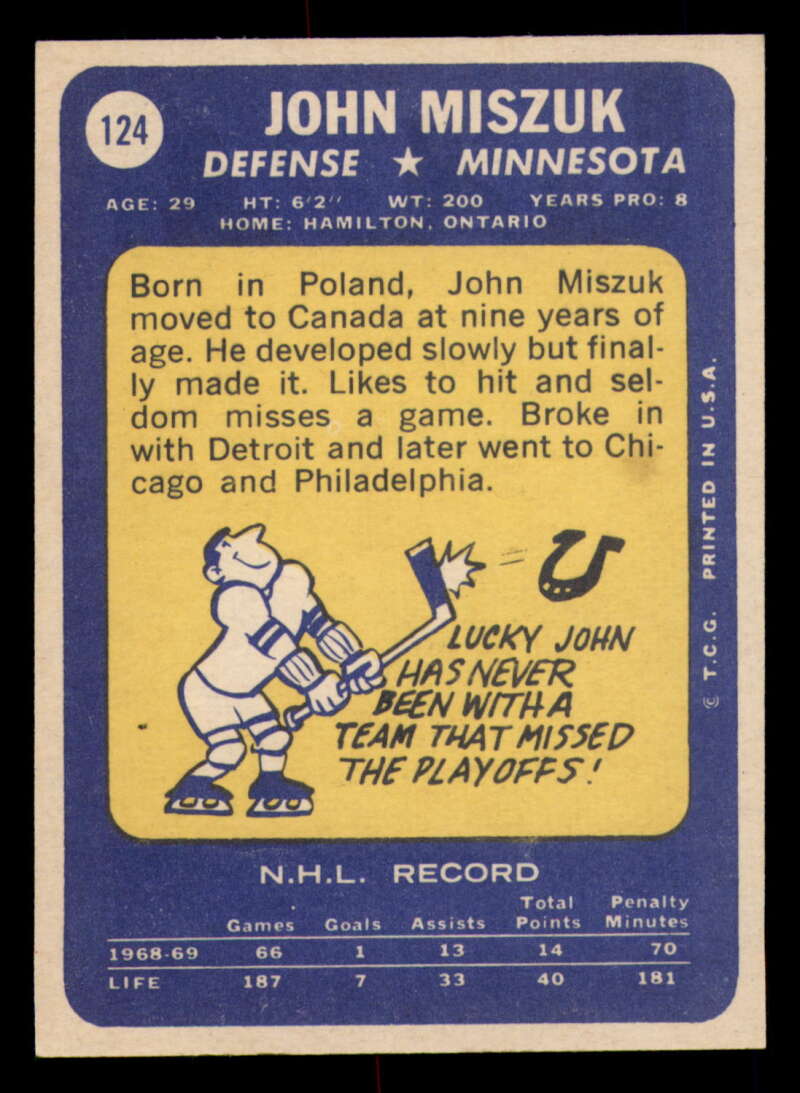 124
JOHN MISZUK
DEFENSE ★ MINNESOTA
AGE: 29 HT: 6'2" WT: 200 YEARS PRO: 8
HOME: HAMILTON, ONTARIO
Born in Poland, John Miszuk
moved to Canada at nine years of
age. He developed slowly but final-
ly made it. Likes to hit and sel-
dom misses a game. Broke in
with Detroit and later went to Chi-
cago and Philadelphia.
LUCKY JOHN
HAS NEVER
BEEN WITH A
TEAM THAT MISSED
THE PLAYOFFS!
© T.C.G. PRINTED IN U.S.A.
N.H.L. RECORD
Games Goals Assists Total Points Penalty Minutes
1968-69 66 1 13 14 70
LIFE 187 7 33 40 181